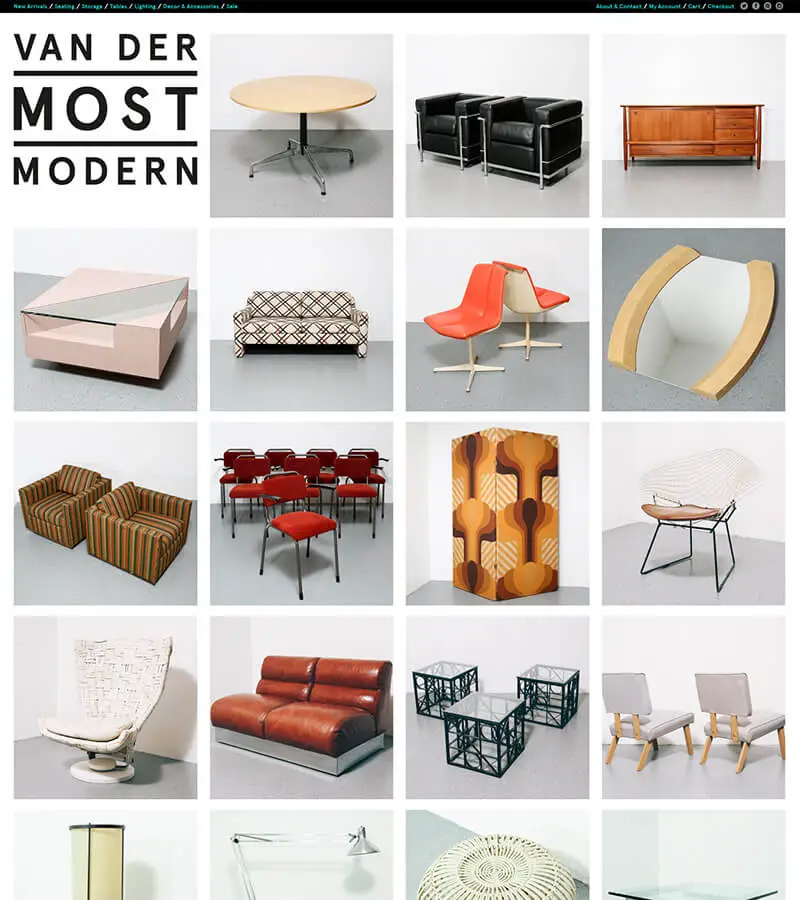 New Arrivals / Seating / Storage / Tables / Lighting / Decor & Accessories / Sale
About & Contact / My Account / Cart / Checkout
VAN DER
MOST
MODERN